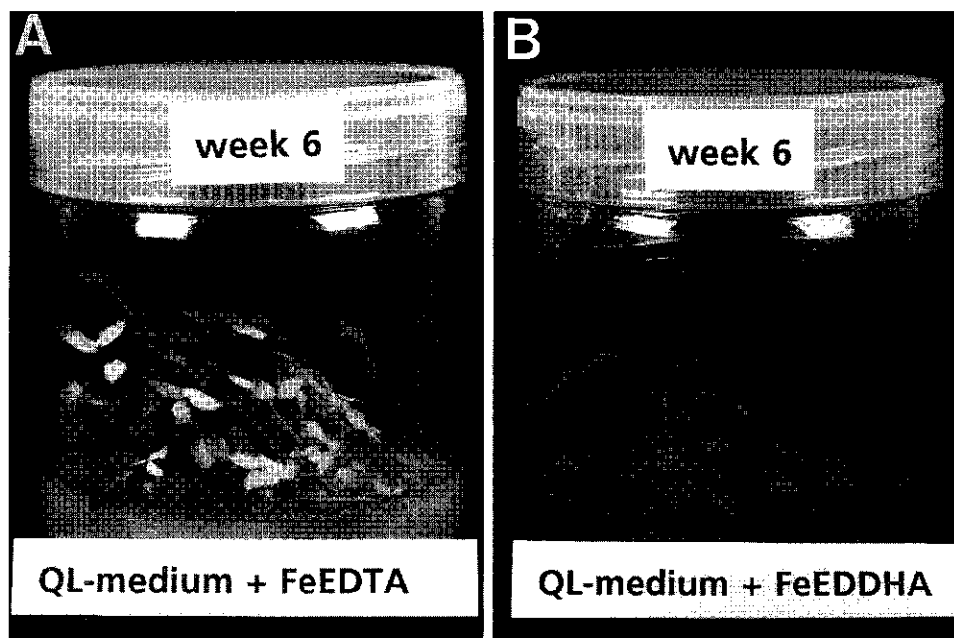 A
week 6
QL-medium + FeEDTA
B
week 6
QL-medium + FeEDDHA